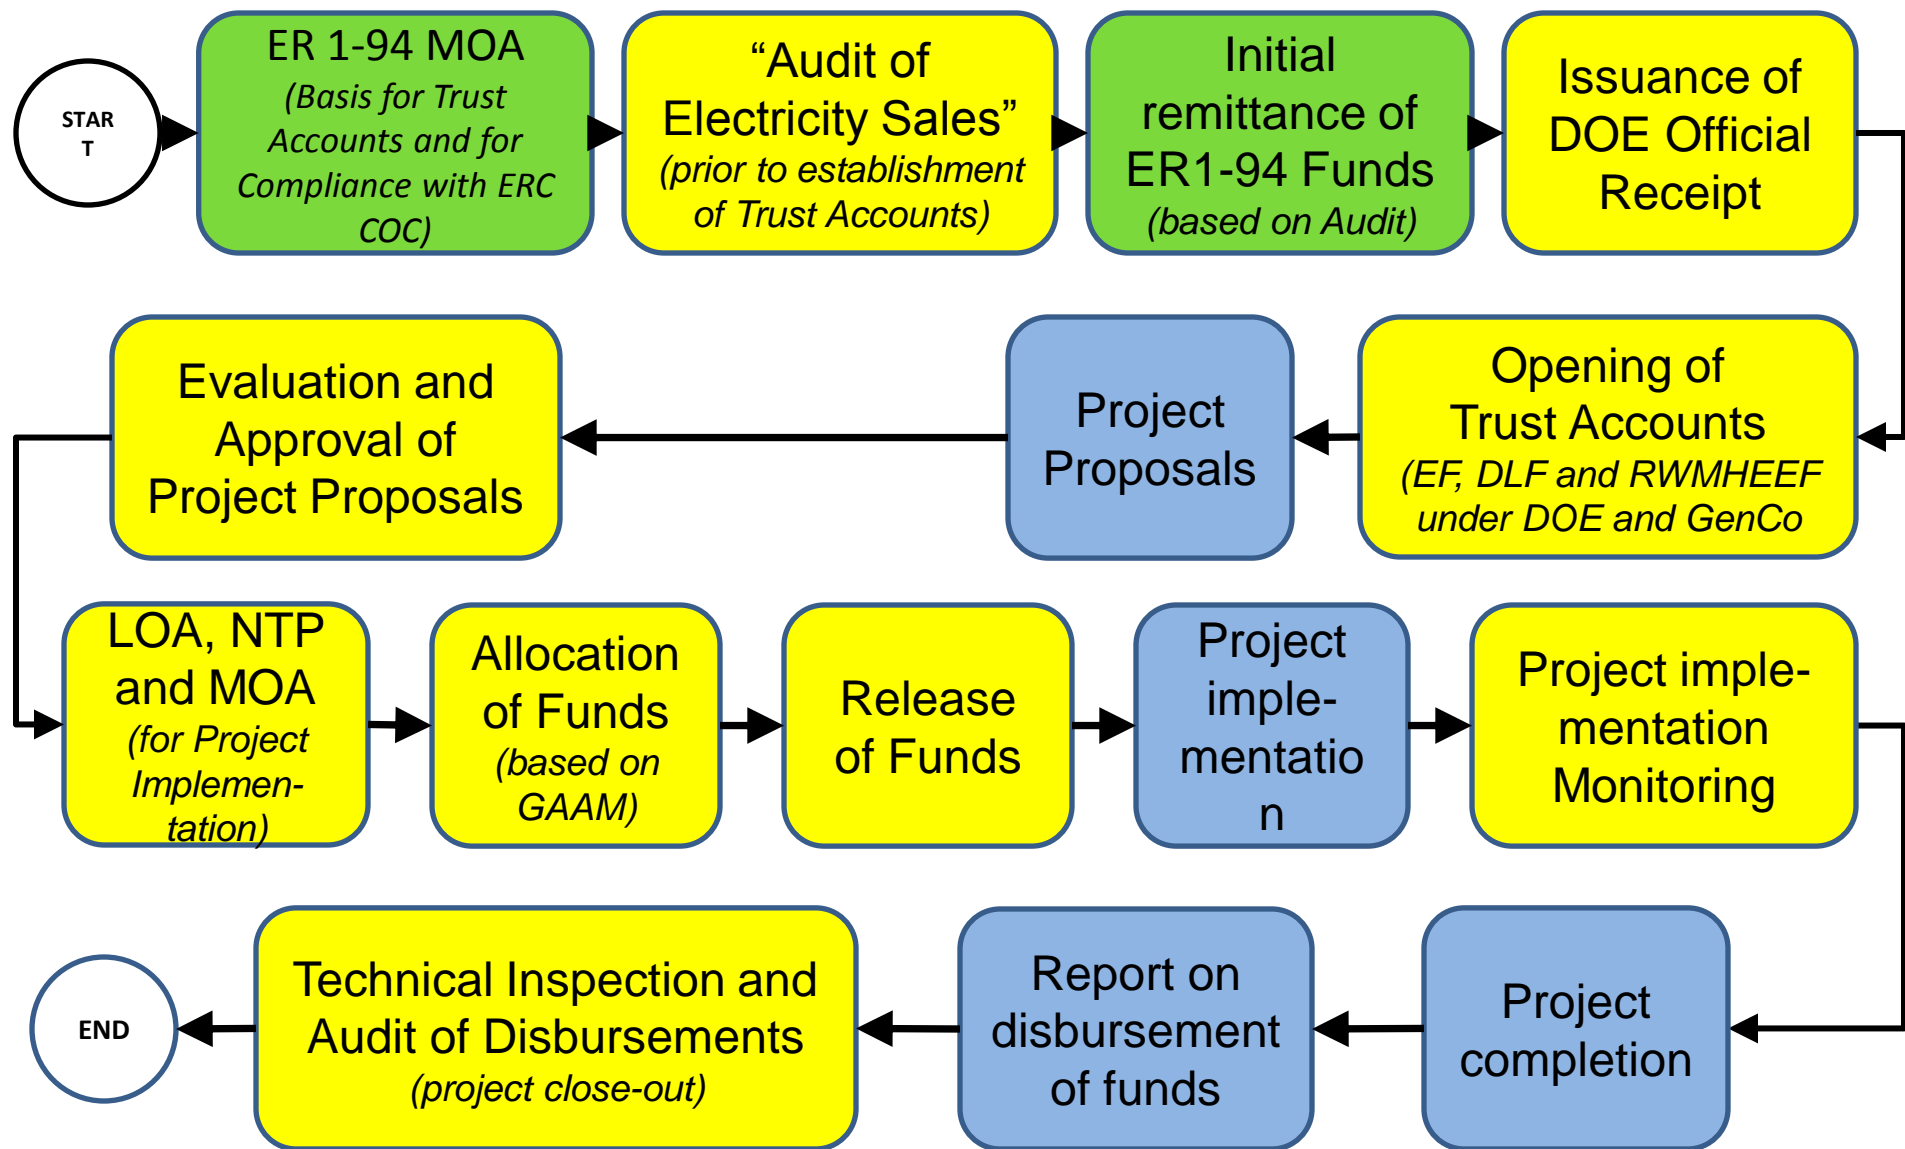 STAR
T
ER 1-94 MOA
(Basis for Trust
Accounts and for
Compliance with ERC
COC)
“Audit of
Electricity Sales”
(prior to establishment
of Trust Accounts)
Initial
remittance of
ER1-94 Funds
(based on Audit)
Issuance of
DOE Official
Receipt
Opening of
Trust Accounts
(EF, DLF and RWMHEEF
under DOE and GenCo
Project
Proposals
Evaluation and
Approval of
Project Proposals
LOA, NTP
and MOA
(for Project
Implemen-
tation)
Allocation
of Funds
(based on
GAAM)
Release
of Funds
Project
imple-
mentatio
n
Project imple-
mentation
Monitoring
Project
completion
Report on
disbursement
of funds
Technical Inspection and
Audit of Disbursements
(project close-out)
END